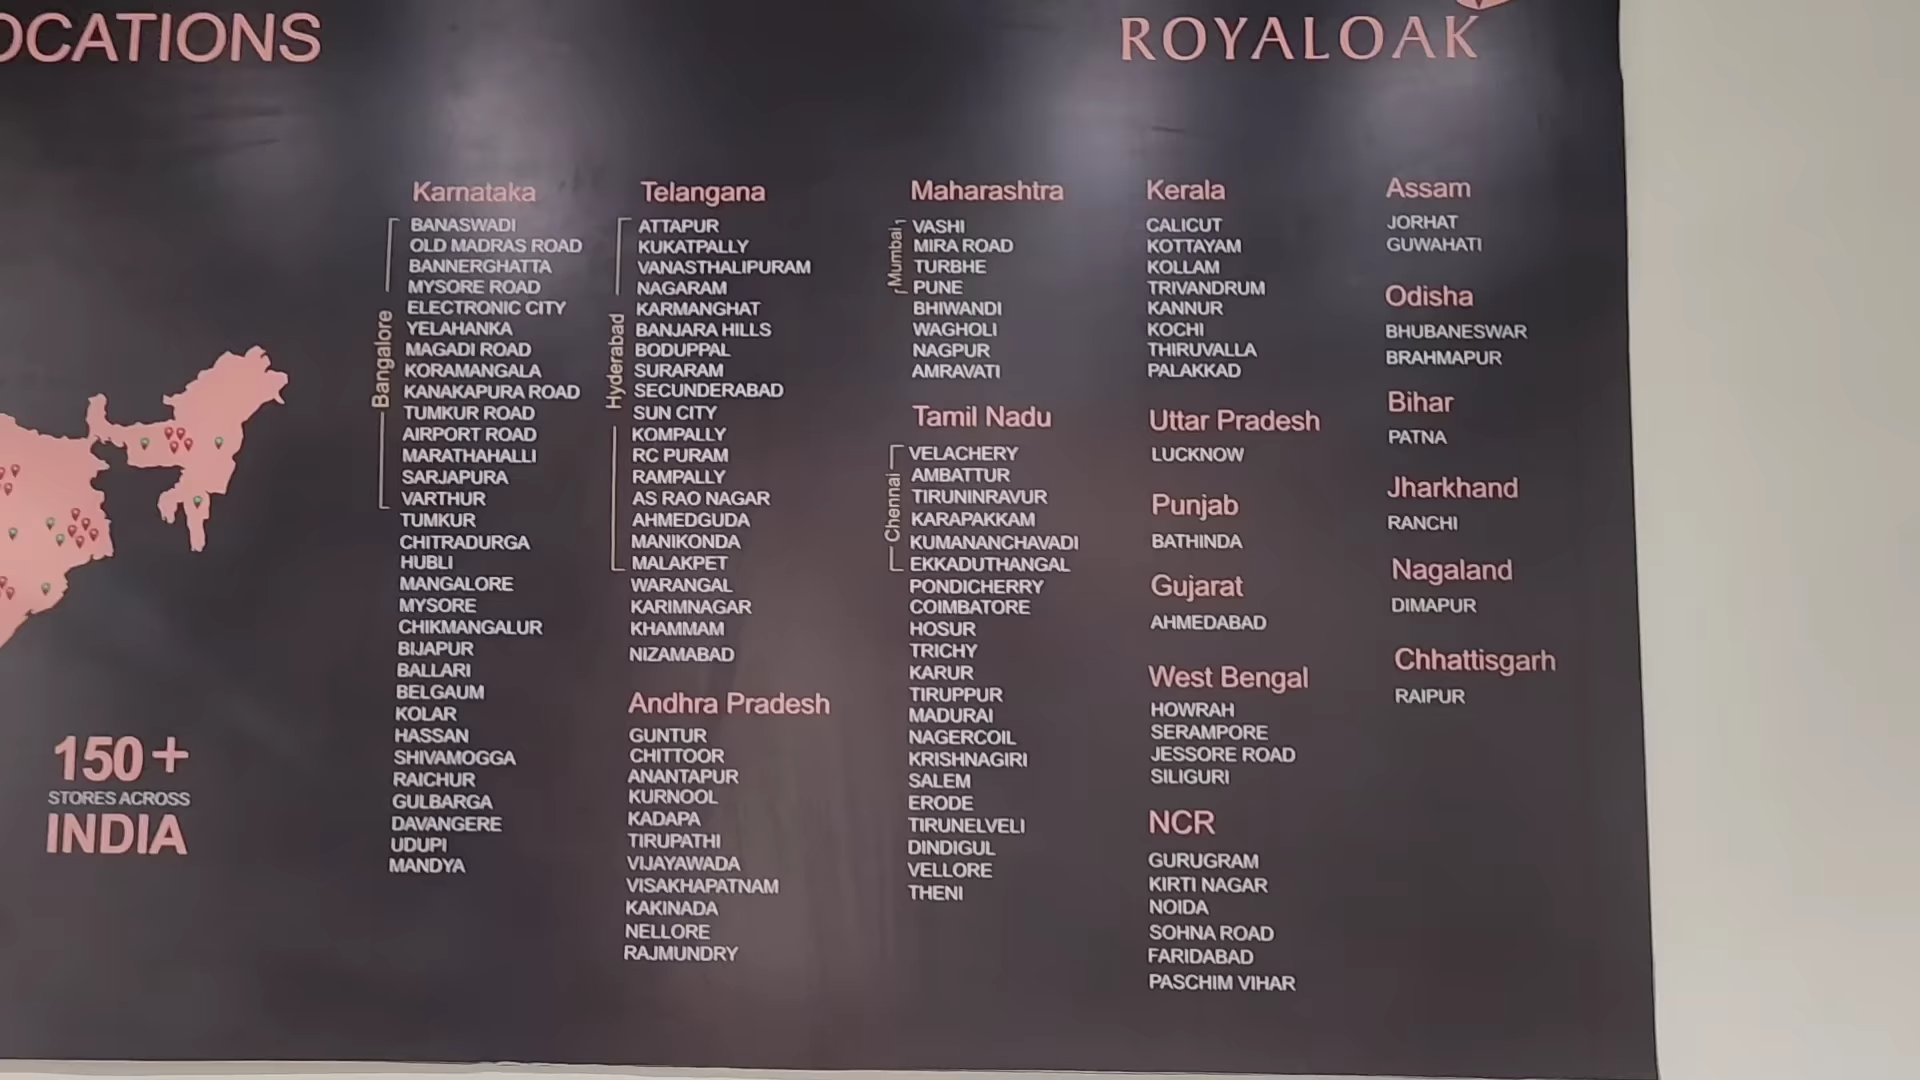 OCATIONS
ROYALOAK
150+
STORES ACROSS
INDIA
Karnataka
Bangalore
BANASWADI
OLD MADRAS ROAD
BANNERGHATTA
MYSORE ROAD
ELECTRONIC CITY
YELAHANKA
MAGADI ROAD
KORAMANGALA
KANAKAPURA ROAD
TUMKUR ROAD
AIRPORT ROAD
MARATHAHALLI
SARJAPURA
VARTHUR
TUMKUR
CHITRADURGA
HUBLI
MANGALORE
MYSORE
CHIKMANGALUR
BIJAPUR
BALLARI
BELGAUM
KOLAR
HASSAN
SHIVAMOGGA
RAICHUR
GULBARGA
DAVANGERE
UDUPI
MANDYA
Telangana
Hyderabad
ATTAPUR
KUKATPALLY
VANASTHALIPURAM
NAGARAM
KARMANGHAT
BANJARA HILLS
BODUPPAL
SURARAM
SECUNDERABAD
SUN CITY
KOMPALLY
RC PURAM
RAMPALLY
AS RAO NAGAR
AHMEDGUDA
MANIKONDA
MALAKPET
WARANGAL
KARIMNAGAR
KHAMMAM
NIZAMABAD
Andhra Pradesh
GUNTUR
CHITTOOR
ANANTAPUR
KURNOOL
KADAPA
TIRUPATHI
VIJAYAWADA
VISAKHAPATNAM
KAKINADA
NELLORE
RAJMUNDRY
Maharashtra
Mumbai
VASHI
MIRA ROAD
TURBHE
PUNE
BHIWANDI
WAGHOLI
NAGPUR
AMRAVATI
Tamil Nadu
Chennai
VELACHERY
AMBATTUR
TIRUNINRAVUR
KARAPAKKAM
KUMANANCHAVADI
EKKADUTHANGAL
PONDICHERRY
COIMBATORE
HOSUR
TRICHY
KARUR
TIRUPPUR
MADURAI
NAGERCOIL
KRISHNAGIRI
SALEM
ERODE
TIRUNELVELI
DINDIGUL
VELLORE
THENI
Kerala
CALICUT
KOTTAYAM
KOLLAM
TRIVANDRUM
KANNUR
KOCHI
THIRUVALLA
PALAKKAD
Uttar Pradesh
LUCKNOW
Punjab
BATHINDA
Gujarat
AHMEDABAD
West Bengal
HOWRAH
SERAMPORE
JESSORE ROAD
SILIGURI
NCR
GURUGRAM
KIRTI NAGAR
NOIDA
SOHNA ROAD
FARIDABAD
PASCHIM VIHAR
Assam
JORHAT
GUWAHATI
Odisha
BHUBANESWAR
BRAHMAPUR
Bihar
PATNA
Jharkhand
RANCHI
Nagaland
DIMAPUR
Chhattisgarh
RAIPUR